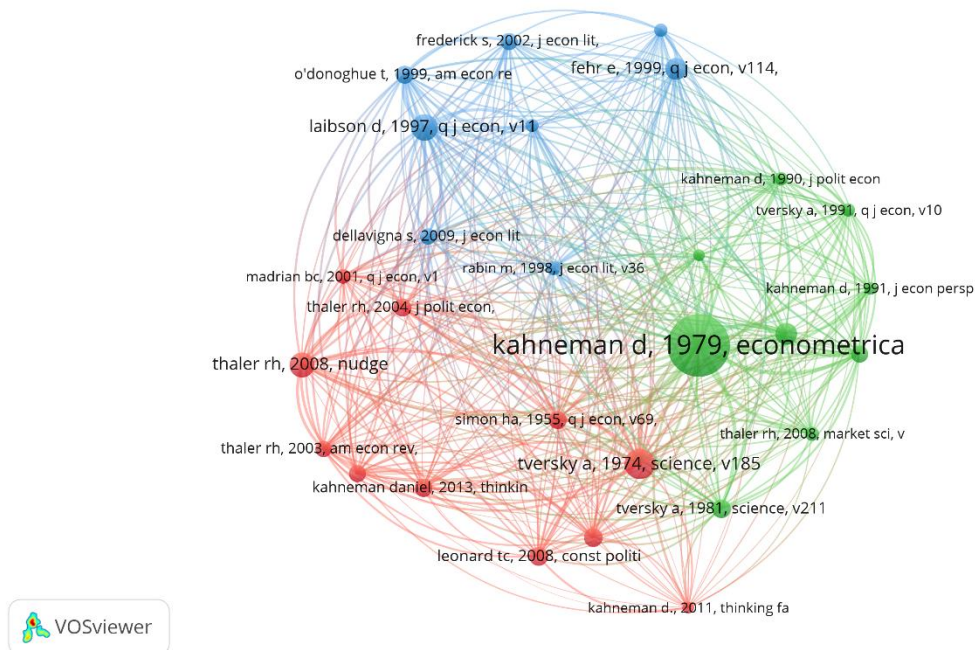 frederick s, 2002, j econ lit,
fehr e, 1999, q j econ, v114,
o'donoghue t, 1999, am econ re
laibson d, 1997, q j econ, v11
kahneman d, 1990, j polit econ
tversky a, 1991, q j econ, v10
dellavigna s, 2009, j econ lit
rabin m, 1998, j econ lit, v36
madrian bc, 2001, q j econ, v1
kahneman d, 1991, j econ persp
thaler rh, 2004, j polit econ,
kahneman d, 1979, econometrica
thaler rh, 2008, nudge
simon ha, 1955, q j econ, v69,
thaler rh, 2008, market sci, v
thaler rh, 2003, am econ rev,
tversky a, 1974, science, v185
kahneman daniel, 2013, thinkin
tversky a, 1981, science, v211
leonard tc, 2008, const politi
kahneman d., 2011, thinking fa
VOSviewer